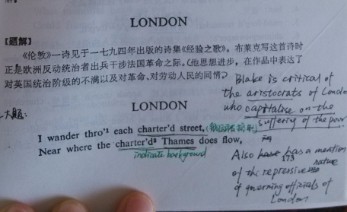 LONDON
【题解】
《伦敦》一诗见于一七九四年出版的诗集《经验之歌》。布莱克写这首诗时
正是欧洲反动统治者出兵干涉法国革命之际。他思想进步，在作品中表达了
对英国统治阶级的不满以及对革命、对劳动人民的同情。
Blake is critical of
the aristocrats of London
who capitalise on the
suffering of the poor
LONDON
I wander thro'¹ each charter'd street,
Near where the charter'd² Thames does flow,
indicate background
Also has a mention
of the repressive nature
of governing officials of
London